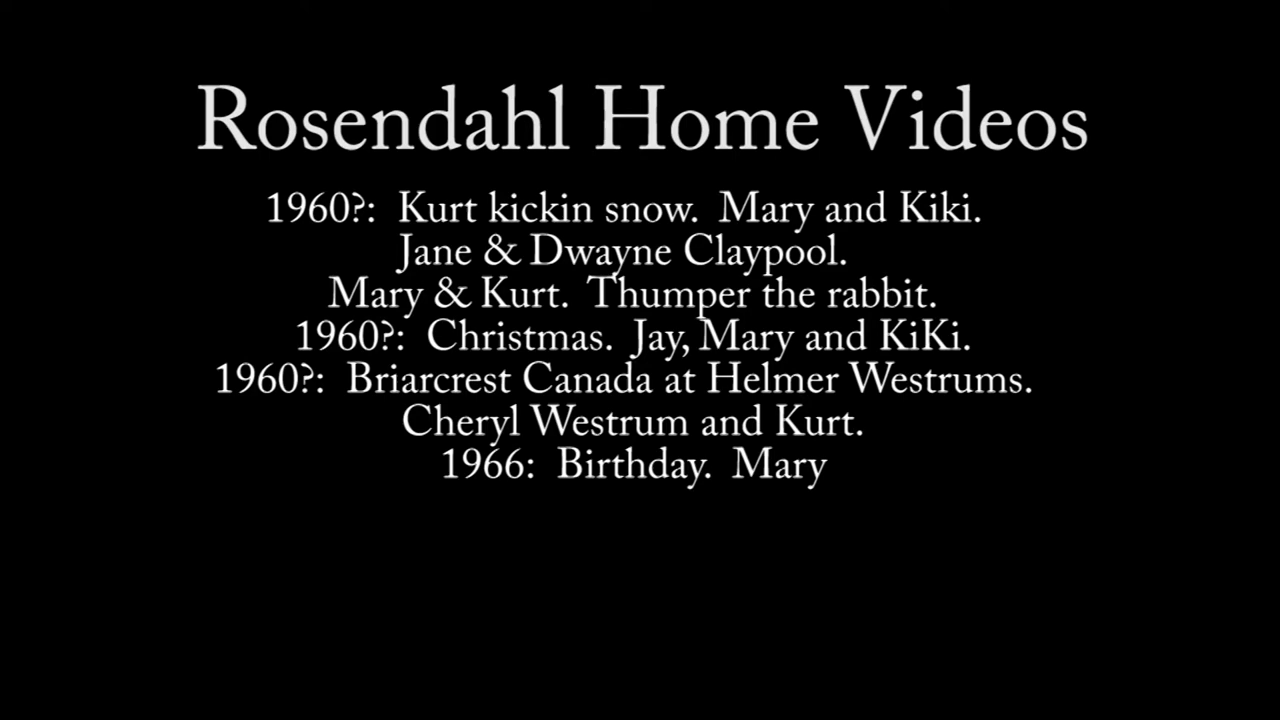 Rosendahl Home Videos
1960?:  Kurt kickin snow.  Mary and Kiki.
Jane & Dwayne Claypool.
Mary & Kurt.  Thumper the rabbit.
1960?:  Christmas.  Jay, Mary and KiKi.
1960?:  Briarcrest Canada at Helmer Westrums.
Cheryl Westrum and Kurt.
1966:  Birthday.  Mary